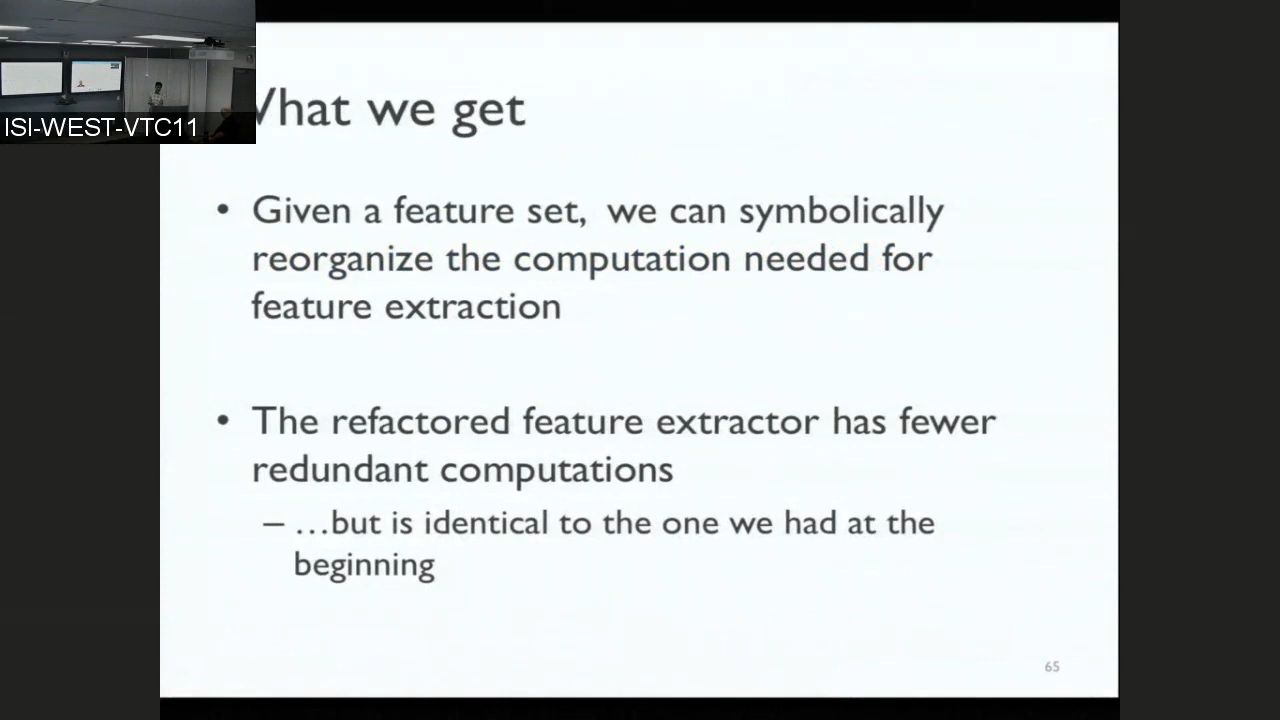 ISI-WEST-VTC11
What we get
• Given a feature set, we can symbolically
reorganize the computation needed for
feature extraction
• The refactored feature extractor has fewer
redundant computations
– …but is identical to the one we had at the
beginning
65